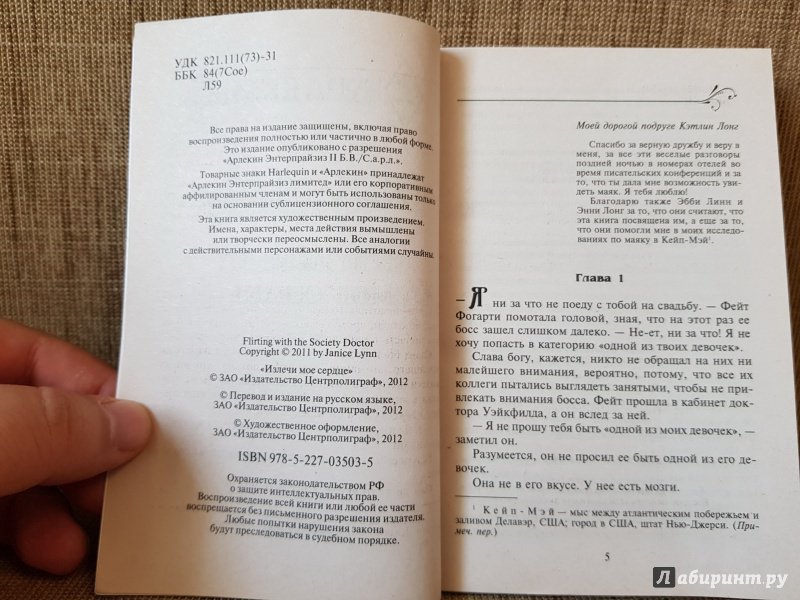 УДК 821.111(73)-31
ББК 84(7Сое)
Л59
Все права на издание защищены, включая право
воспроизведения полностью или частично в любой форме.
Это издание опубликовано с разрешения
«Арлекин Энтерпрайзиз II Б.В./С.а.р.л.».
Товарные знаки Harlequin и «Арлекин» принадлежат
«Арлекин Энтерпрайзиз лимитед» или его корпоративным
аффилированным членам и могут быть использованы только
на основании сублицензионного соглашения.
Эта книга является художественным произведением.
Имена, характеры, места действия вымышлены
или творчески переосмыслены. Все аналогии
с действительными персонажами или событиями случайны.
Flirting with the Society Doctor
Copyright © 2011 by Janice Lynn
«Излечи мое сердце»
© ЗАО «Издательство Центрполиграф», 2012
© Перевод и издание на русском языке,
ЗАО «Издательство Центрполиграф», 2012
© Художественное оформление,
ЗАО «Издательство Центрполиграф», 2012
ISBN 978-5-227-03503-5
Охраняется законодательством РФ
о защите интеллектуальных прав.
Воспроизведение всей книги или любой ее части
воспрещается без письменного разрешения издателя.
Любые попытки нарушения закона
будут преследоваться в судебном порядке.
Моей дорогой подруге Кэтлин Лонг
Спасибо за верную дружбу и веру в
меня, за все эти веселые разговоры
поздней ночью в номерах отелей во
время писательских конференций и за
то, что ты дала мне возможность уви-
деть маяк. Я тебя люблю!
Благодарю также Эбби Линн и
Энни Лонг за то, что они считают, что
эта книга посвящена им, а еще за то,
что они помогли мне в моих исследова-
ниях по маяку в Кейп-Мэй¹.
Глава 1
— Я ни за что не поеду с тобой на свадьбу. — Фейт
Фогарти помотала головой, зная, что на этот раз ее
босс зашел слишком далеко. — Не-ет, ни за что! Я не
хочу попасть в категорию «одной из твоих девочек».
Слава богу, кажется, никто не обращал на них ни
малейшего внимания, вероятно, потому, что все их
коллеги пытались выглядеть занятыми, чтобы не при-
влекать внимания босса. Фейт прошла в кабинет док-
тора Уэйкфилда, а он вслед за ней.
— Я не прошу тебя быть «одной из моих девочек», —
заметил он.
Разумеется, он не просил ее быть одной из его де-
вочек.
Она не в его вкусе. У нее есть мозги.
¹ Кейп-Мэй — мыс между атлантическим побережьем и
заливом Делавэр, США; город в США, штат Нью-Джерси. (При-
меч. пер.)
5
Лабиринт.ру